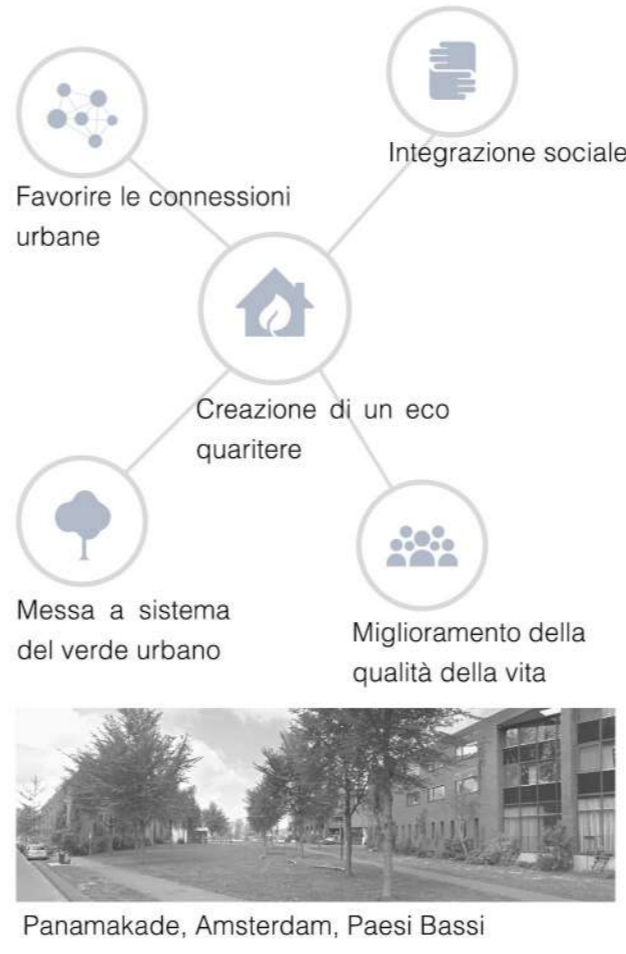 Integrazione sociale
Favorire le connessioni
urbane
Creazione di un eco
quaritere
Messa a sistema
del verde urbano
Miglioramento della
qualità della vita
Panamakade, Amsterdam, Paesi Bassi